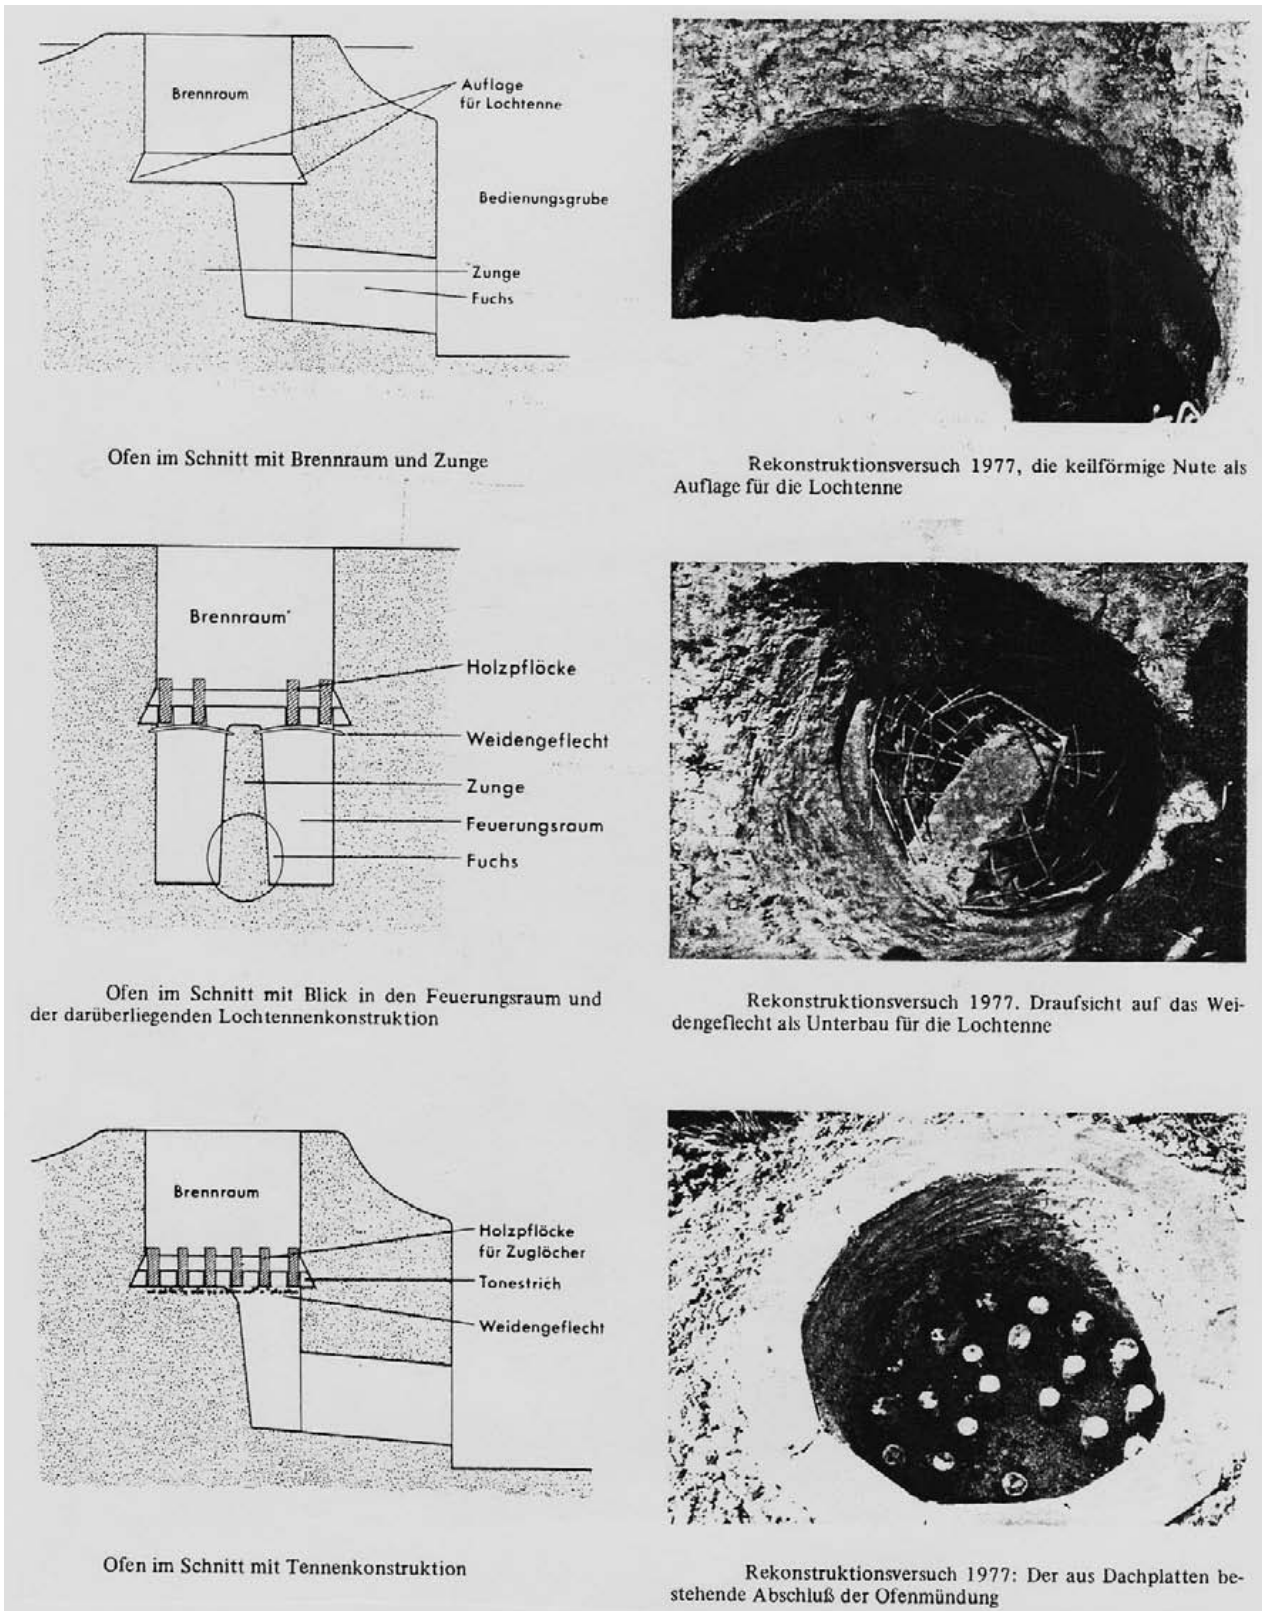 Brennraum
Auflage
für Lochtenne
Bedienungsgrube
Zunge
Fuchs
Ofen im Schnitt mit Brennraum und Zunge
Rekonstruktionsversuch 1977, die keilförmige Nute als
Auflage für die Lochtenne
Brennraum
Holzpflöcke
Weidengeflecht
Zunge
Feuerungsraum
Fuchs
Ofen im Schnitt mit Blick in den Feuerungsraum und
der darüberliegenden Lochtennenkonstruktion
Rekonstruktionsversuch 1977. Draufsicht auf das Wei-
dengeflecht als Unterbau für die Lochtenne
Brennraum
Holzpflöcke
für Zuglöcher
Tonestrich
Weidengeflecht
Ofen im Schnitt mit Tennenkonstruktion
Rekonstruktionsversuch 1977: Der aus Dachplatten be-
stehende Abschluß der Ofenmündung